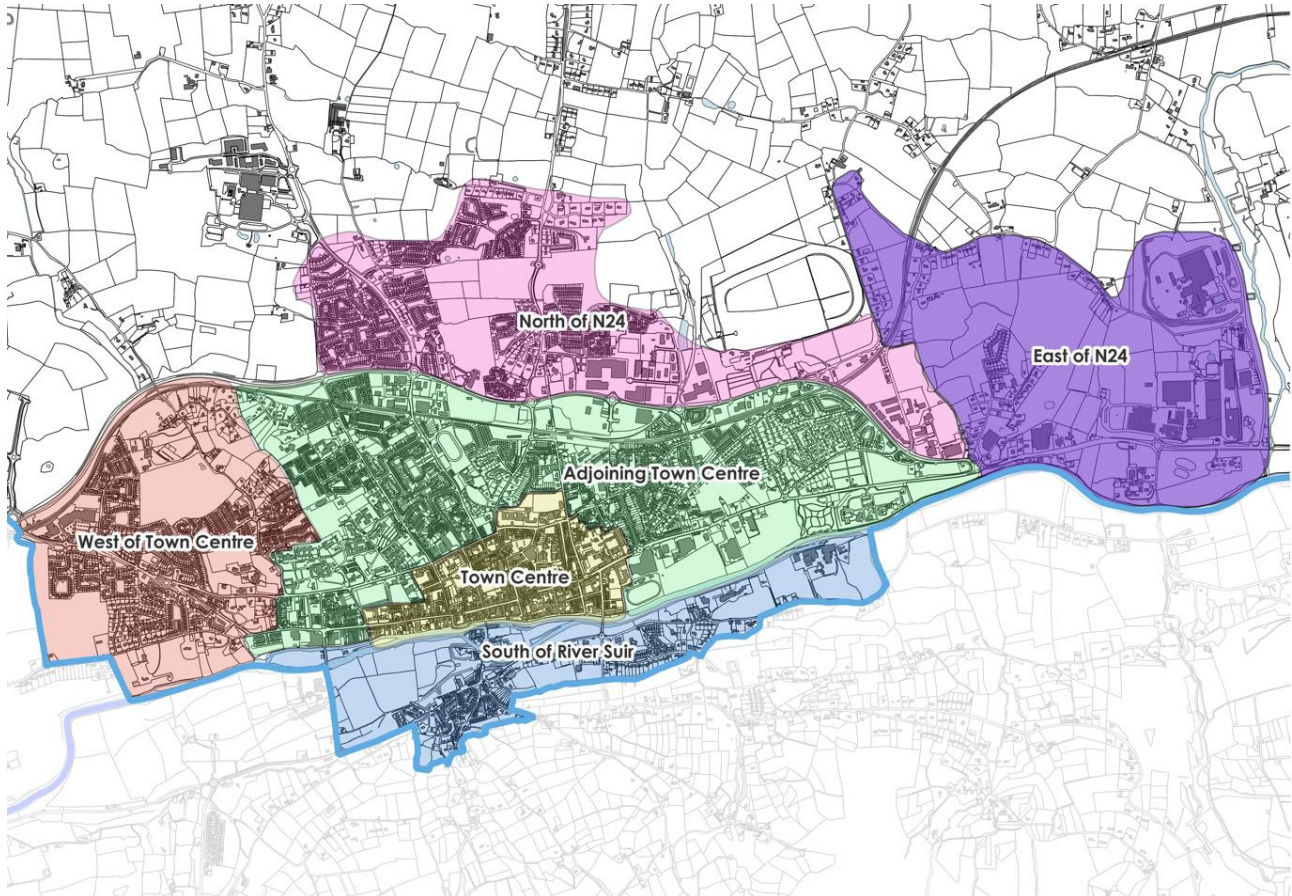 North of N24
East of N24
Adjoining Town Centre
West of Town Centre
Town Centre
South of River Suir